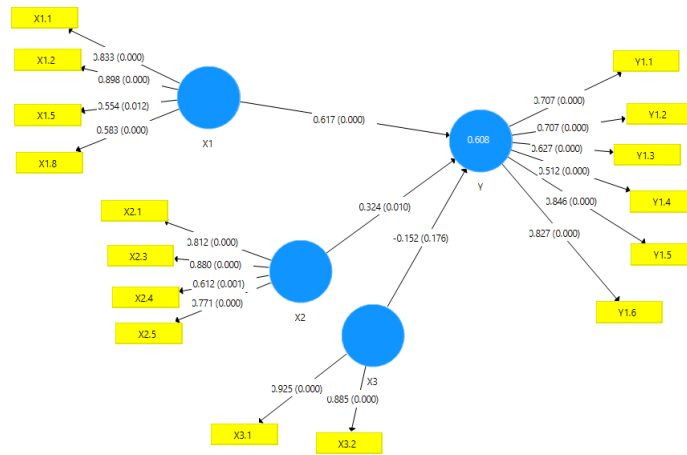 X1.1
X1.2
X1.5
X1.8
0.833 (0.000)
0.898 (0.000)
0.554 (0.012)
0.583 (0.000)
X1
0.617 (0.000)
X2.1
X2.3
X2.4
X2.5
0.812 (0.000)
0.880 (0.000)
0.612 (0.001)
0.771 (0.000)
X2
0.324 (0.010)
-0.152 (0.176)
X3
0.925 (0.000)
0.885 (0.000)
X3.1
X3.2
0.608
Y
0.707 (0.000)
0.707 (0.000)
0.627 (0.000)
0.512 (0.000)
0.846 (0.000)
0.827 (0.000)
Y1.1
Y1.2
Y1.3
Y1.4
Y1.5
Y1.6